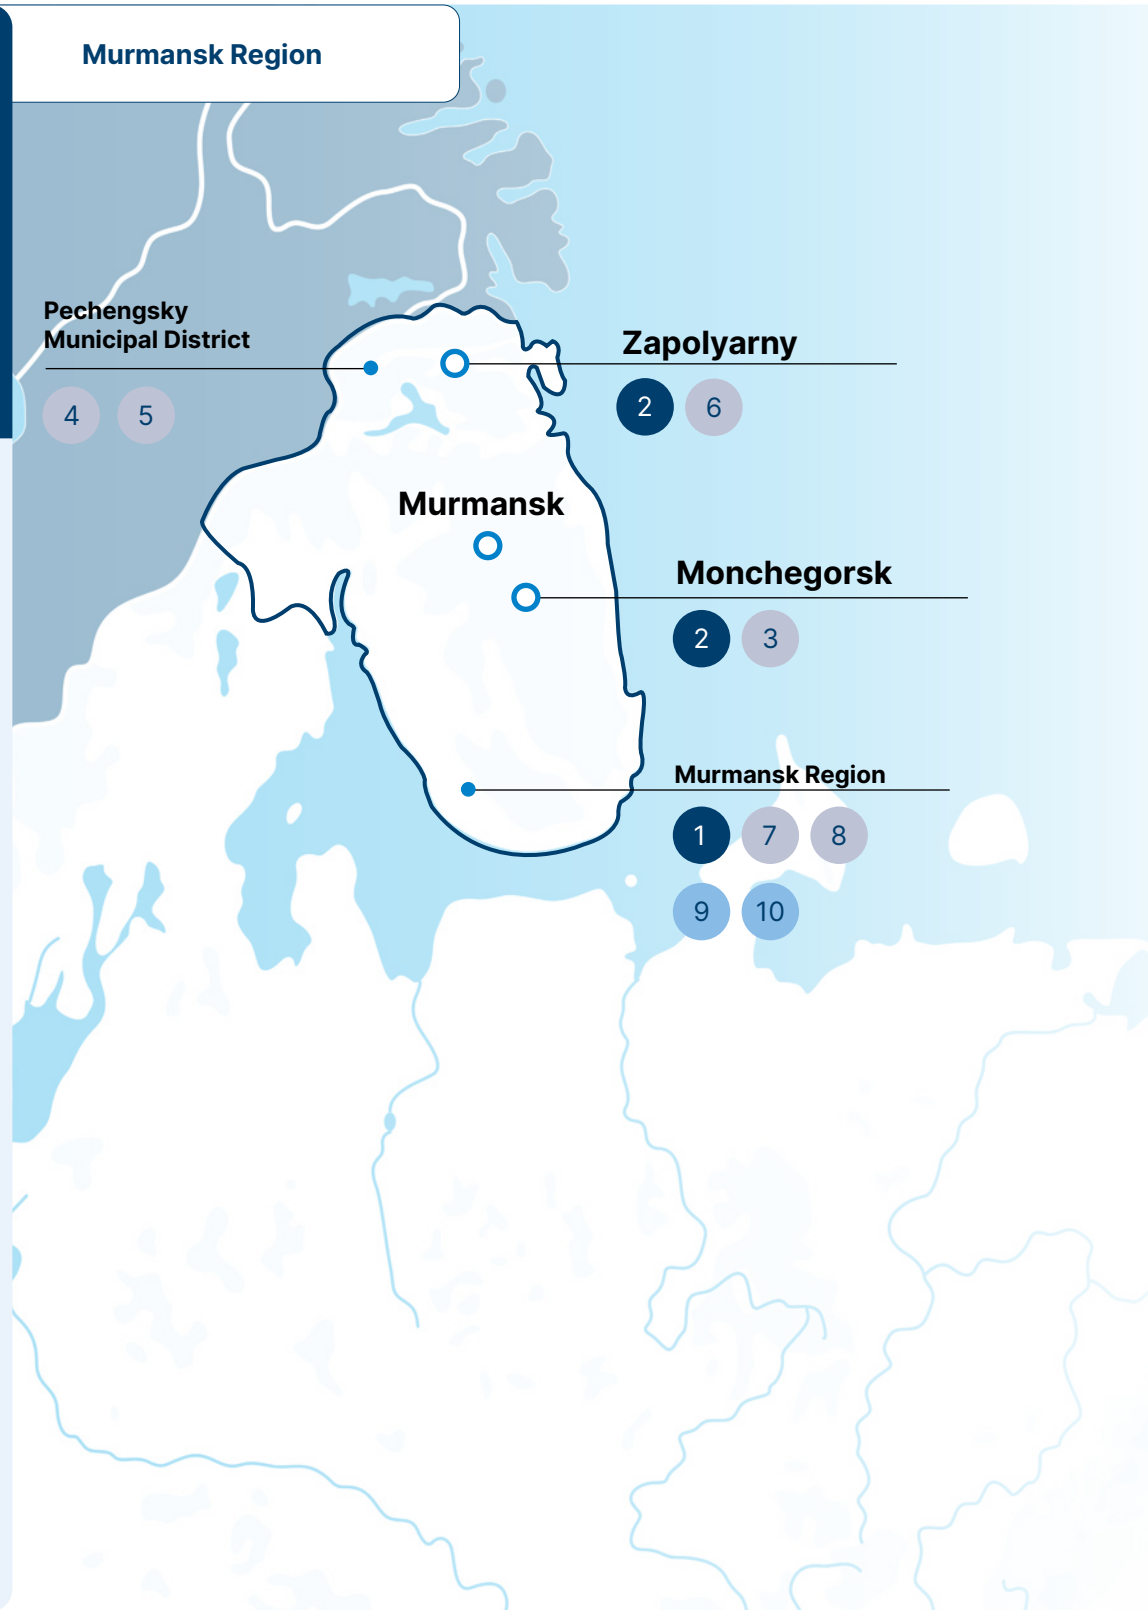 Murmansk Region
Pechengsky
Municipal District
4 5
Zapolyarny
2 6
Murmansk
Monchegorsk
2 3
Murmansk Region
1 7 8
9 10